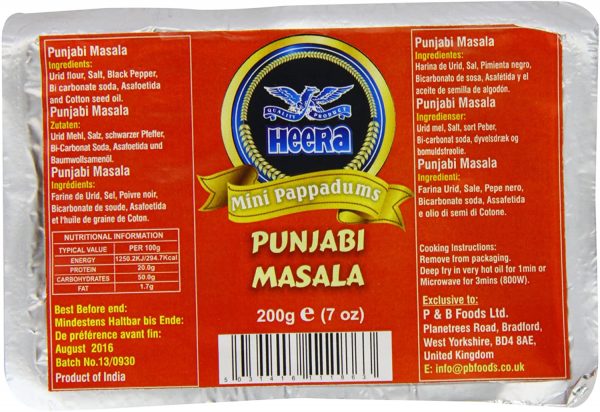 Punjabi Masala
Ingredients:
Urid flour, Salt, Black Pepper,
Bi carbonate soda, Asafoetida
and Cotton seed oil.
Punjabi Masala
Zutaten:
Urid Mehl, Salz, schwarzer Pfeffer,
Bi-Carbonat Soda, Asafoetida und
Baumwollsamenöl.
Punjabi Masala
Ingrédients:
Farine de Urid, Sel, Poivre noir,
Bicarbonate de soude, Asafoetida
et l'huile de graine de Coton.
NUTRITIONAL INFORMATION
TYPICAL VALUE PER 100g
ENERGY 1250.2KJ/294.7Kcal
PROTEIN 20.0g
CARBOHYDRATES 50.0g
FAT 1.7g
Best Before end:
Mindestens Haltbar bis Ende:
De préférence avant fin:
August 2016
Batch No.13/0930
Product of India
QUALITY PRODUCT
HEERA
Mini Pappadums
PUNJABI
MASALA
200g e (7 oz)
5 031416 111863
Punjabi Masala
Ingredientes:
Harina de Urid, Sal, Pimienta negro,
Bicarbonato de sosa, Asafétida y el
aceite de semilla de algodón.
Punjabi Masala
Ingredienser:
Urid mel, Salt, sort Peber,
Bi-carbonat soda, dyvelsdræk og
bomuldsfrøolie.
Punjabi Masala
Ingredienti:
Farina Urid, Sale, Pepe nero,
Bicarbonate soda, Assafetida
e olio di semi di Cotone.
Cooking Instructions:
Remove from packaging.
Deep fry in very hot oil for 1min or
Microwave for 3mins (800W).
Exclusive to:
P & B Foods Ltd.
Planetrees Road, Bradford,
West Yorkshire, BD4 8AE,
United Kingdom
E: info@pbfoods.co.uk